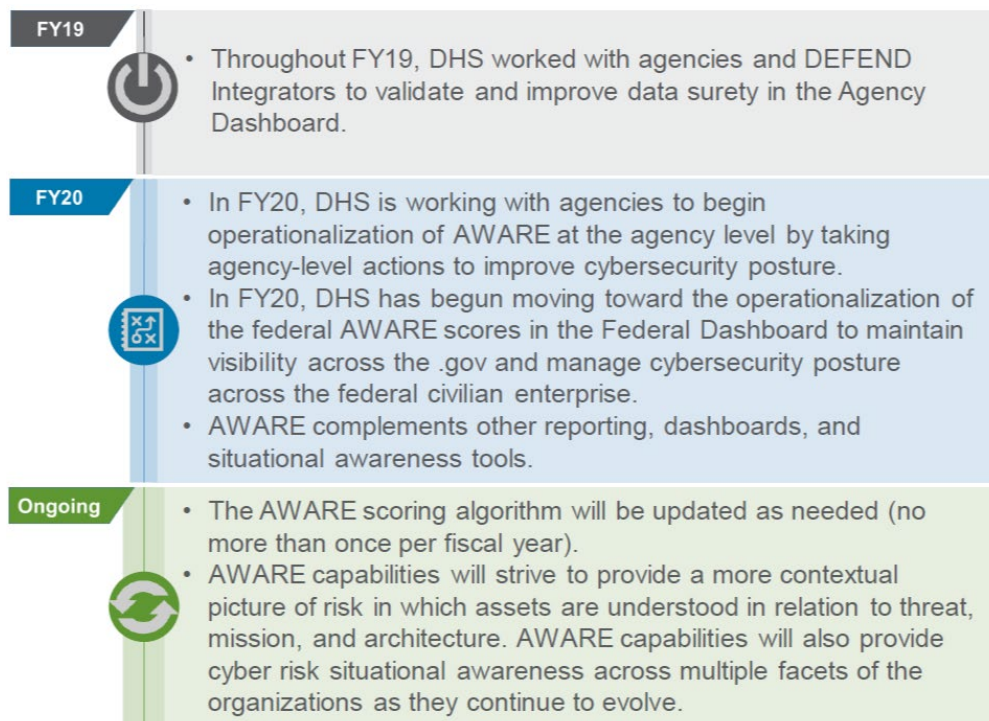 FY19
• Throughout FY19, DHS worked with agencies and DEFEND
Integrators to validate and improve data surety in the Agency
Dashboard.
FY20
• In FY20, DHS is working with agencies to begin
operationalization of AWARE at the agency level by taking
agency-level actions to improve cybersecurity posture.
• In FY20, DHS has begun moving toward the operationalization of
the federal AWARE scores in the Federal Dashboard to maintain
visibility across the .gov and manage cybersecurity posture
across the federal civilian enterprise.
• AWARE complements other reporting, dashboards, and
situational awareness tools.
Ongoing
• The AWARE scoring algorithm will be updated as needed (no
more than once per fiscal year).
• AWARE capabilities will strive to provide a more contextual
picture of risk in which assets are understood in relation to threat,
mission, and architecture. AWARE capabilities will also provide
cyber risk situational awareness across multiple facets of the
organizations as they continue to evolve.